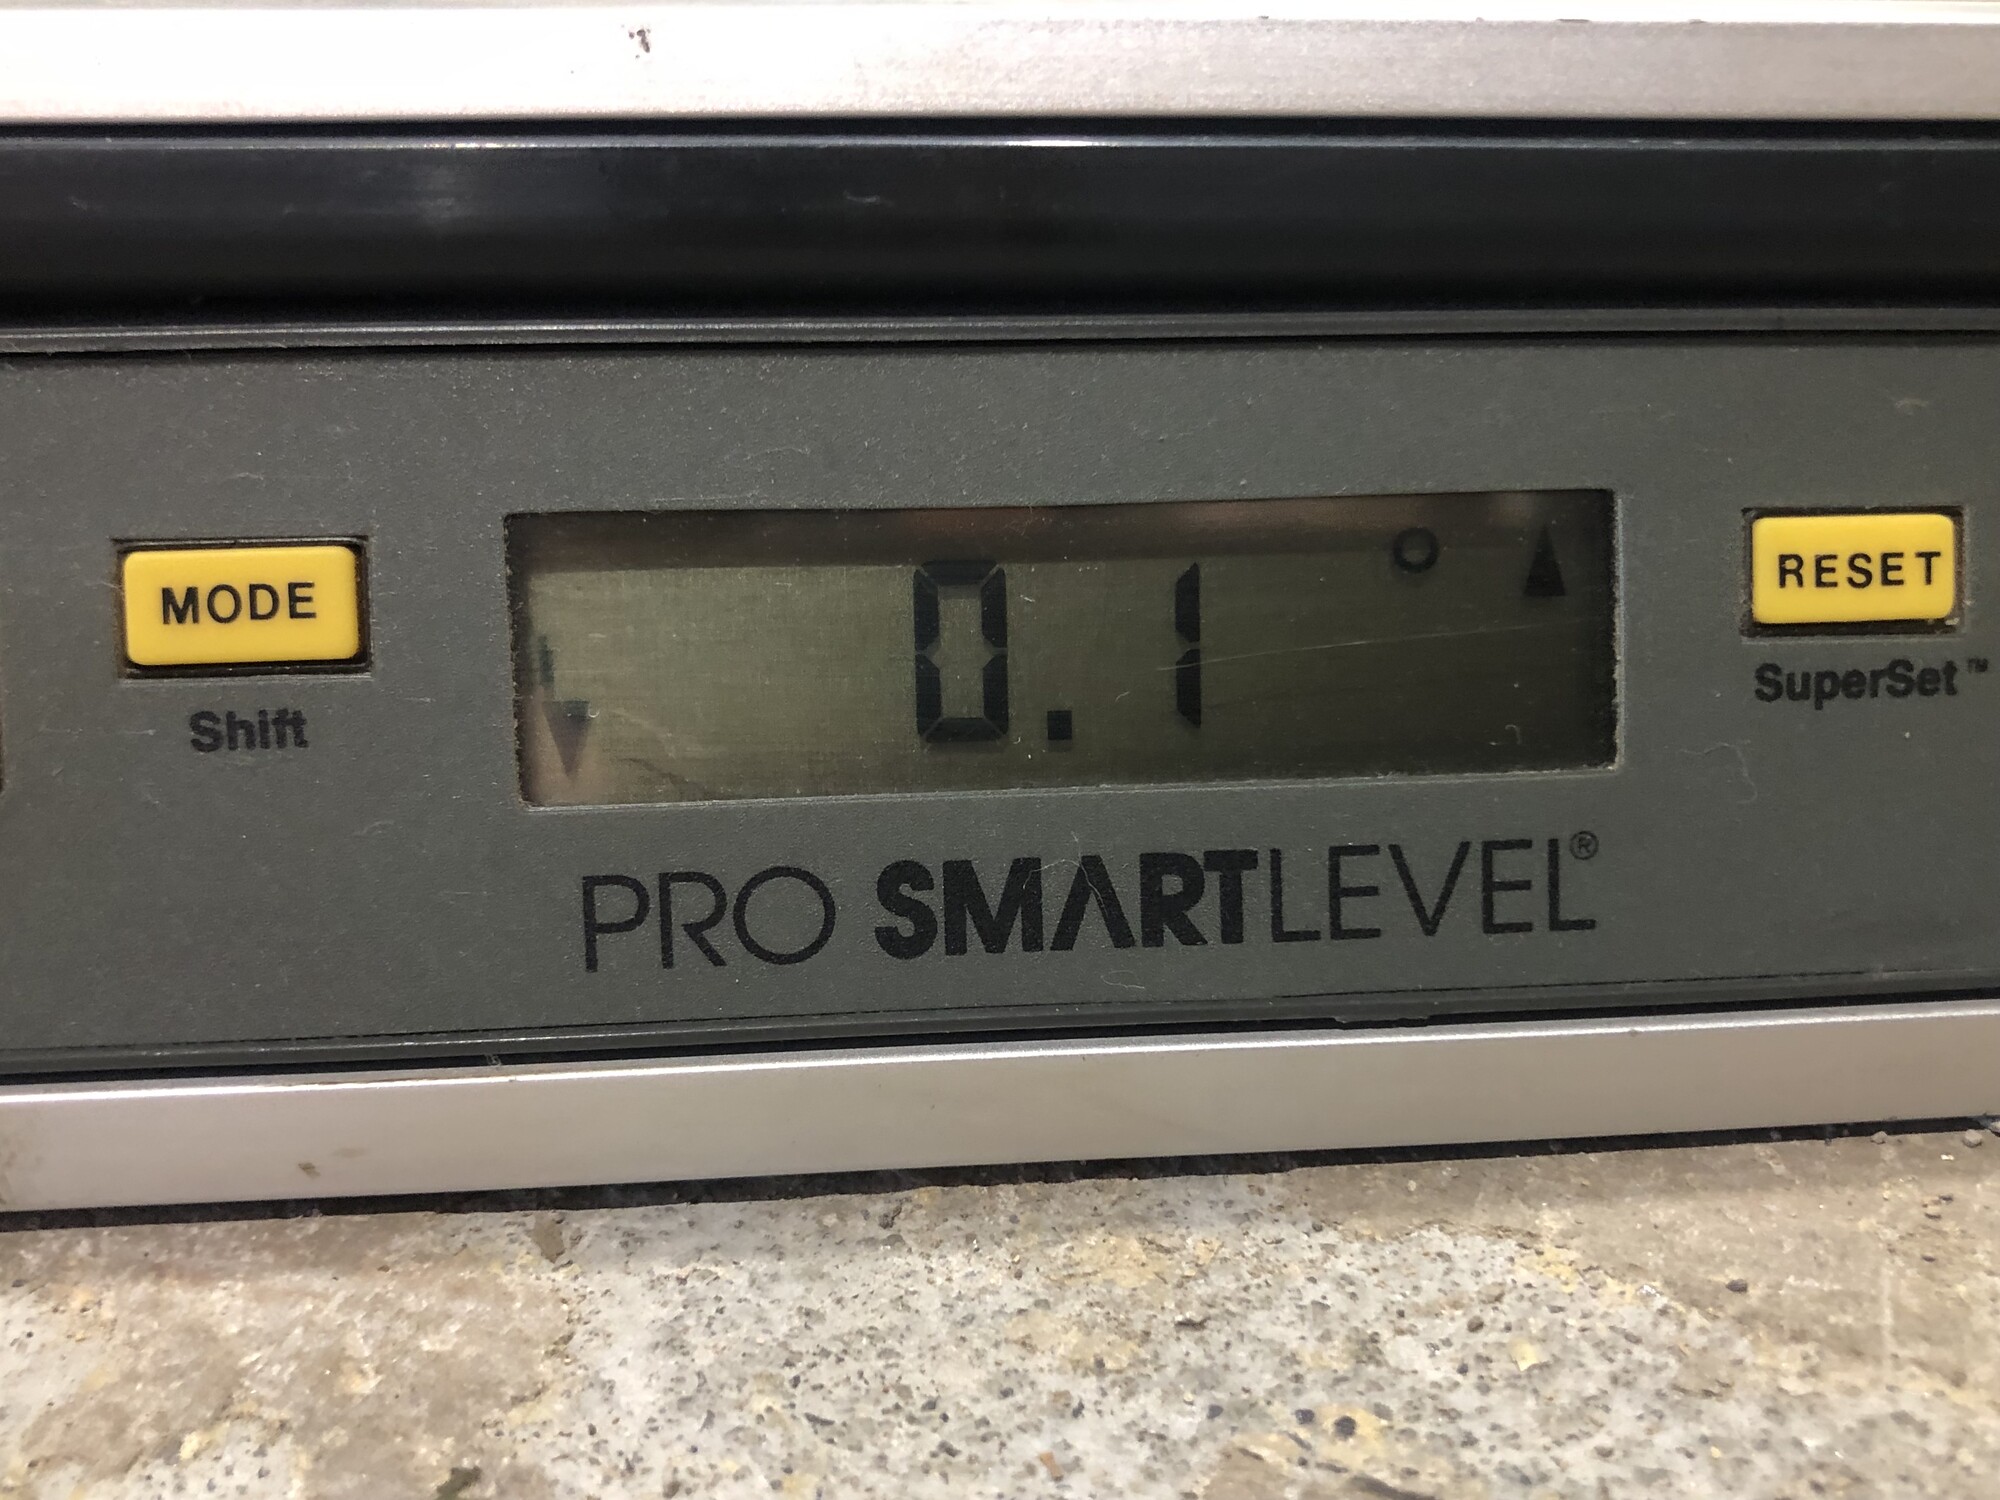 MODE
Shift
0.1°
RESET
SuperSet™
PRO SMARTLEVEL®